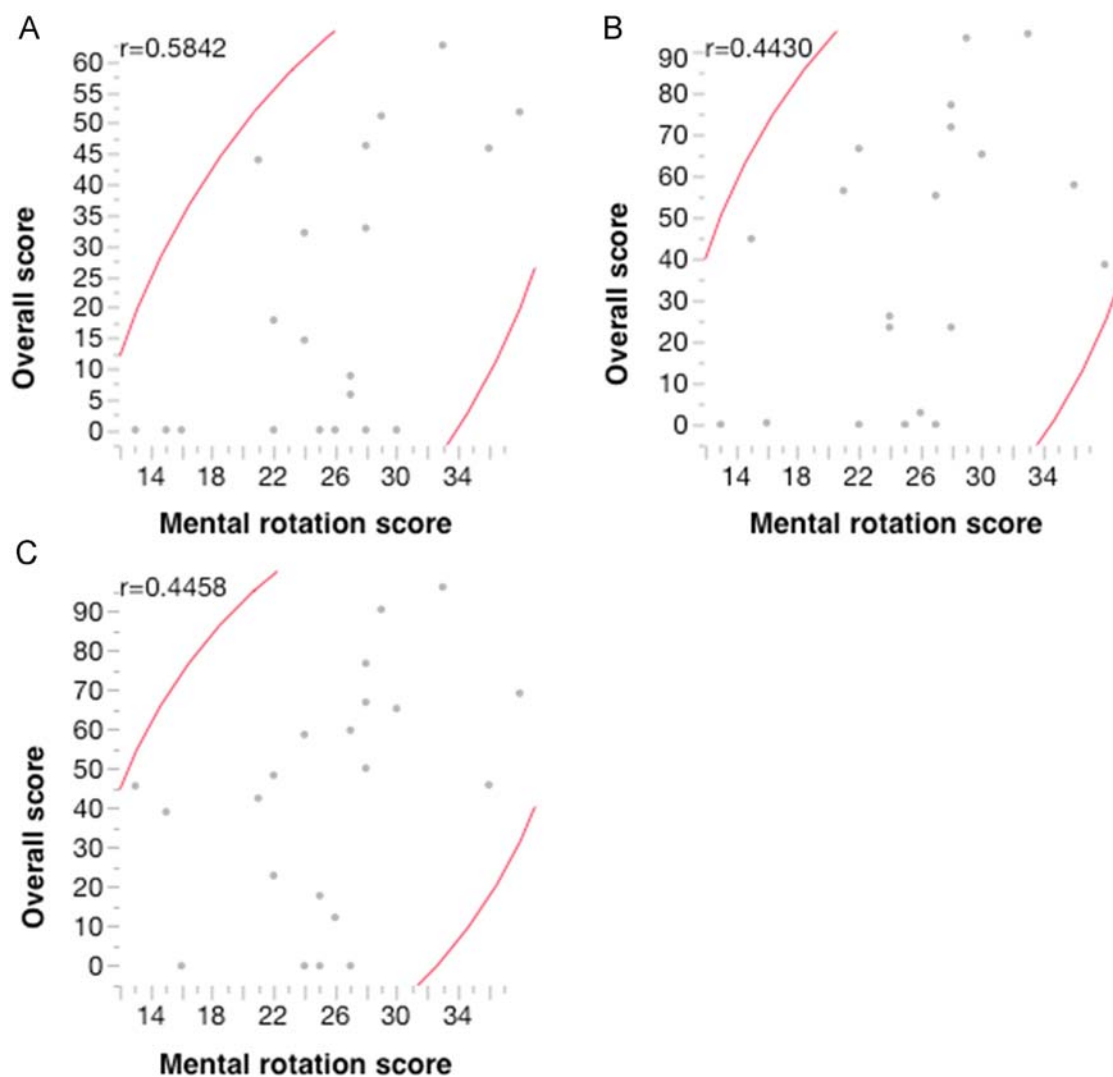 A
r=0.5842
60
55
50
45
40
35
30
25
20
15
10
5
0
Overall score
14 18 22 26 30 34
Mental rotation score
B
r=0.4430
90
80
70
60
50
40
30
20
10
0
Overall score
14 18 22 26 30 34
Mental rotation score
C
r=0.4458
90
80
70
60
50
40
30
20
10
0
Overall score
14 18 22 26 30 34
Mental rotation score